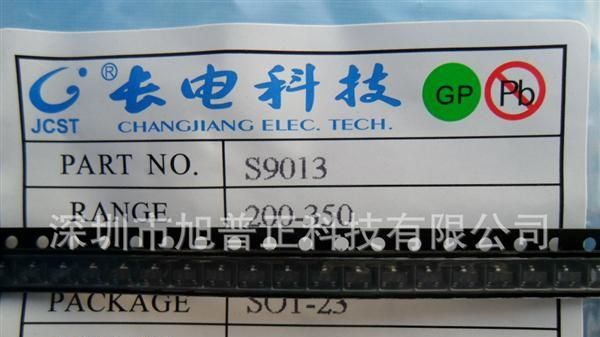 ® 长电科技
JCST
CHANGJIANG ELEC. TECH.
GP
Pb
PART NO. S9013
RANGE 200-350
深圳市旭普正科技有限公司
PACKAGE SOT-23